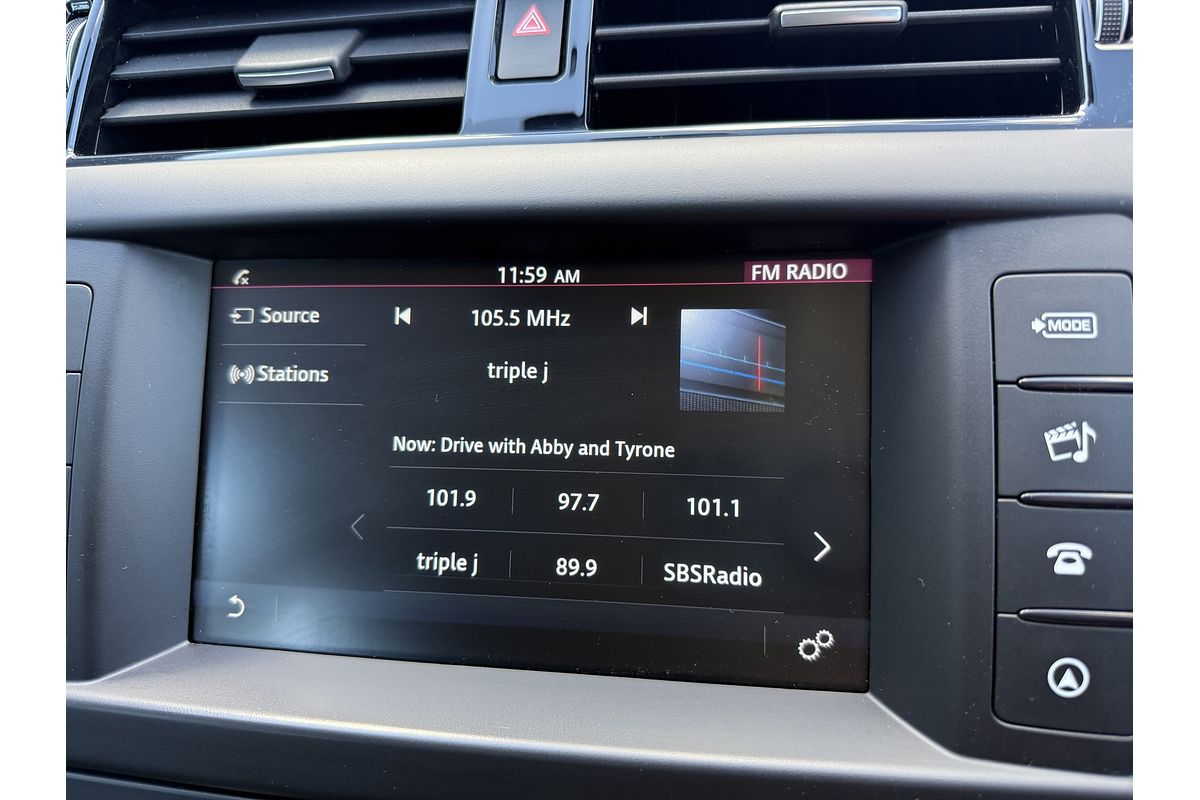 11:59 AM
FM RADIO
Source
105.5 MHz
Stations
triple j
Now: Drive with Abby and Tyrone
101.9
97.7
101.1
triple j
89.9
SBSRadio
MODE